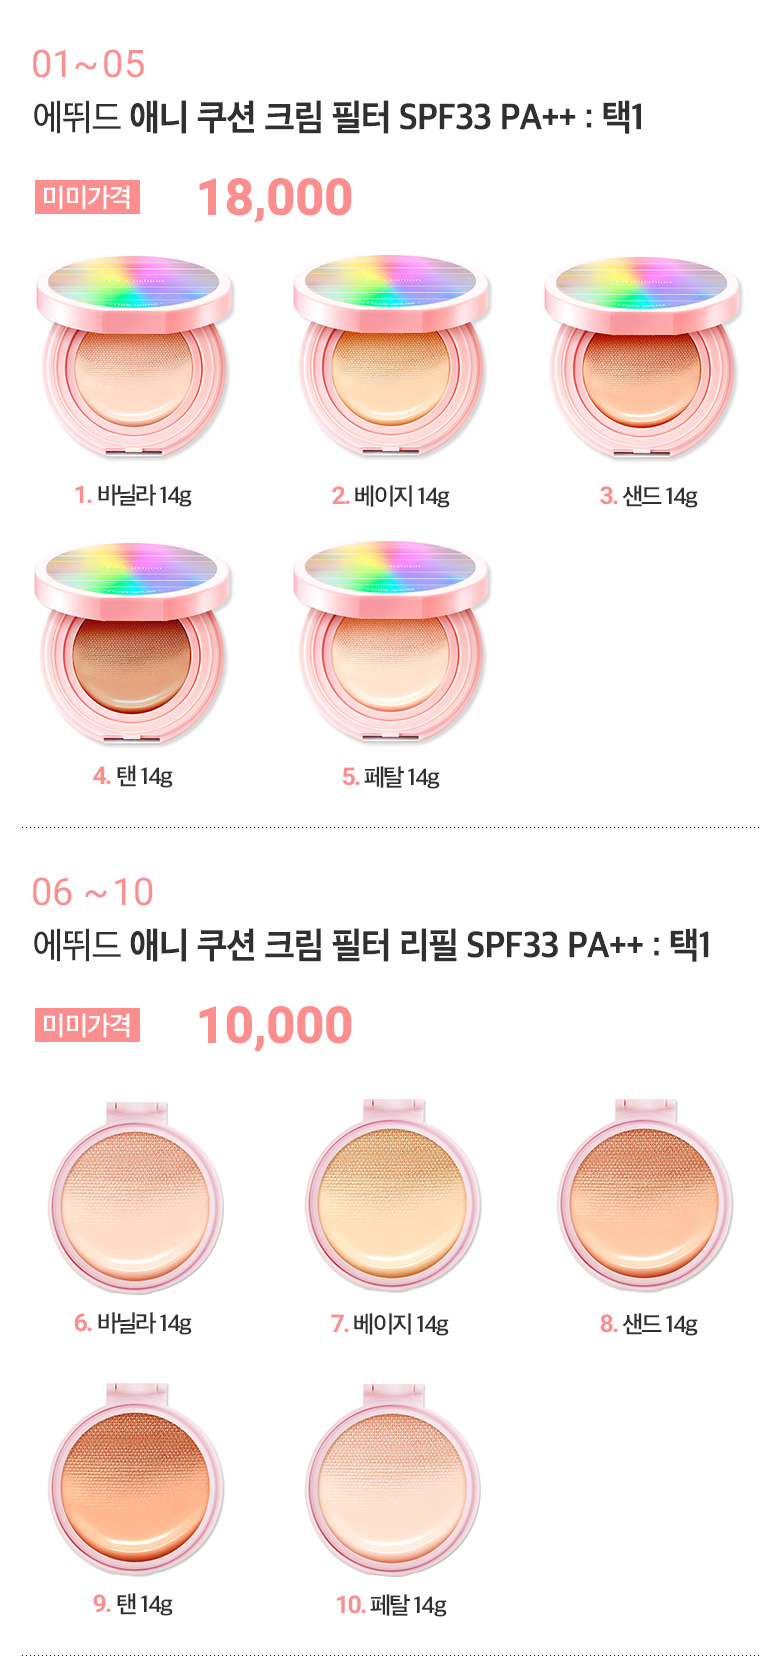 01~05
에뛰드 애니 쿠션 크림 필터 SPF33 PA++ : 택1
미미가격 18,000
1. 바닐라 14g
2. 베이지 14g
3. 샌드 14g
4. 탠 14g
5. 페탈 14g
06 ~10
에뛰드 애니 쿠션 크림 필터 리필 SPF33 PA++ : 택1
미미가격 10,000
6. 바닐라 14g
7. 베이지 14g
8. 샌드 14g
9. 탠 14g
10. 페탈 14g